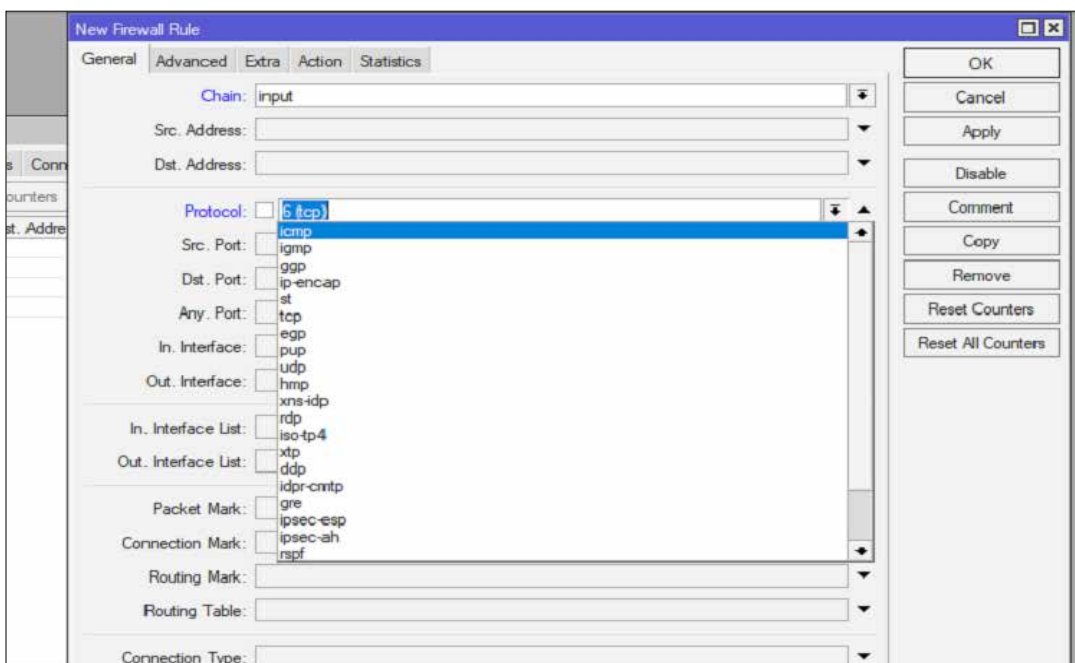 New Firewall Rule
General Advanced Extra Action Statistics
Chain: input
Src. Address:
Dst. Address:
Protocol: 6 (tcp)
icmp
igmp
ggp
ip-encap
st
tcp
egp
pup
udp
hmp
xns-idp
rdp
iso-tp4
xtp
ddp
idpr-cmtp
gre
ipsec-esp
ipsec-ah
rspf
Src. Port:
Dst. Port:
Any. Port:
In. Interface:
Out. Interface:
In. Interface List:
Out. Interface List:
Packet Mark:
Connection Mark:
Routing Mark:
Routing Table:
Connection Type:
OK
Cancel
Apply
Disable
Comment
Copy
Remove
Reset Counters
Reset All Counters
s Conn
ounters
st. Addre